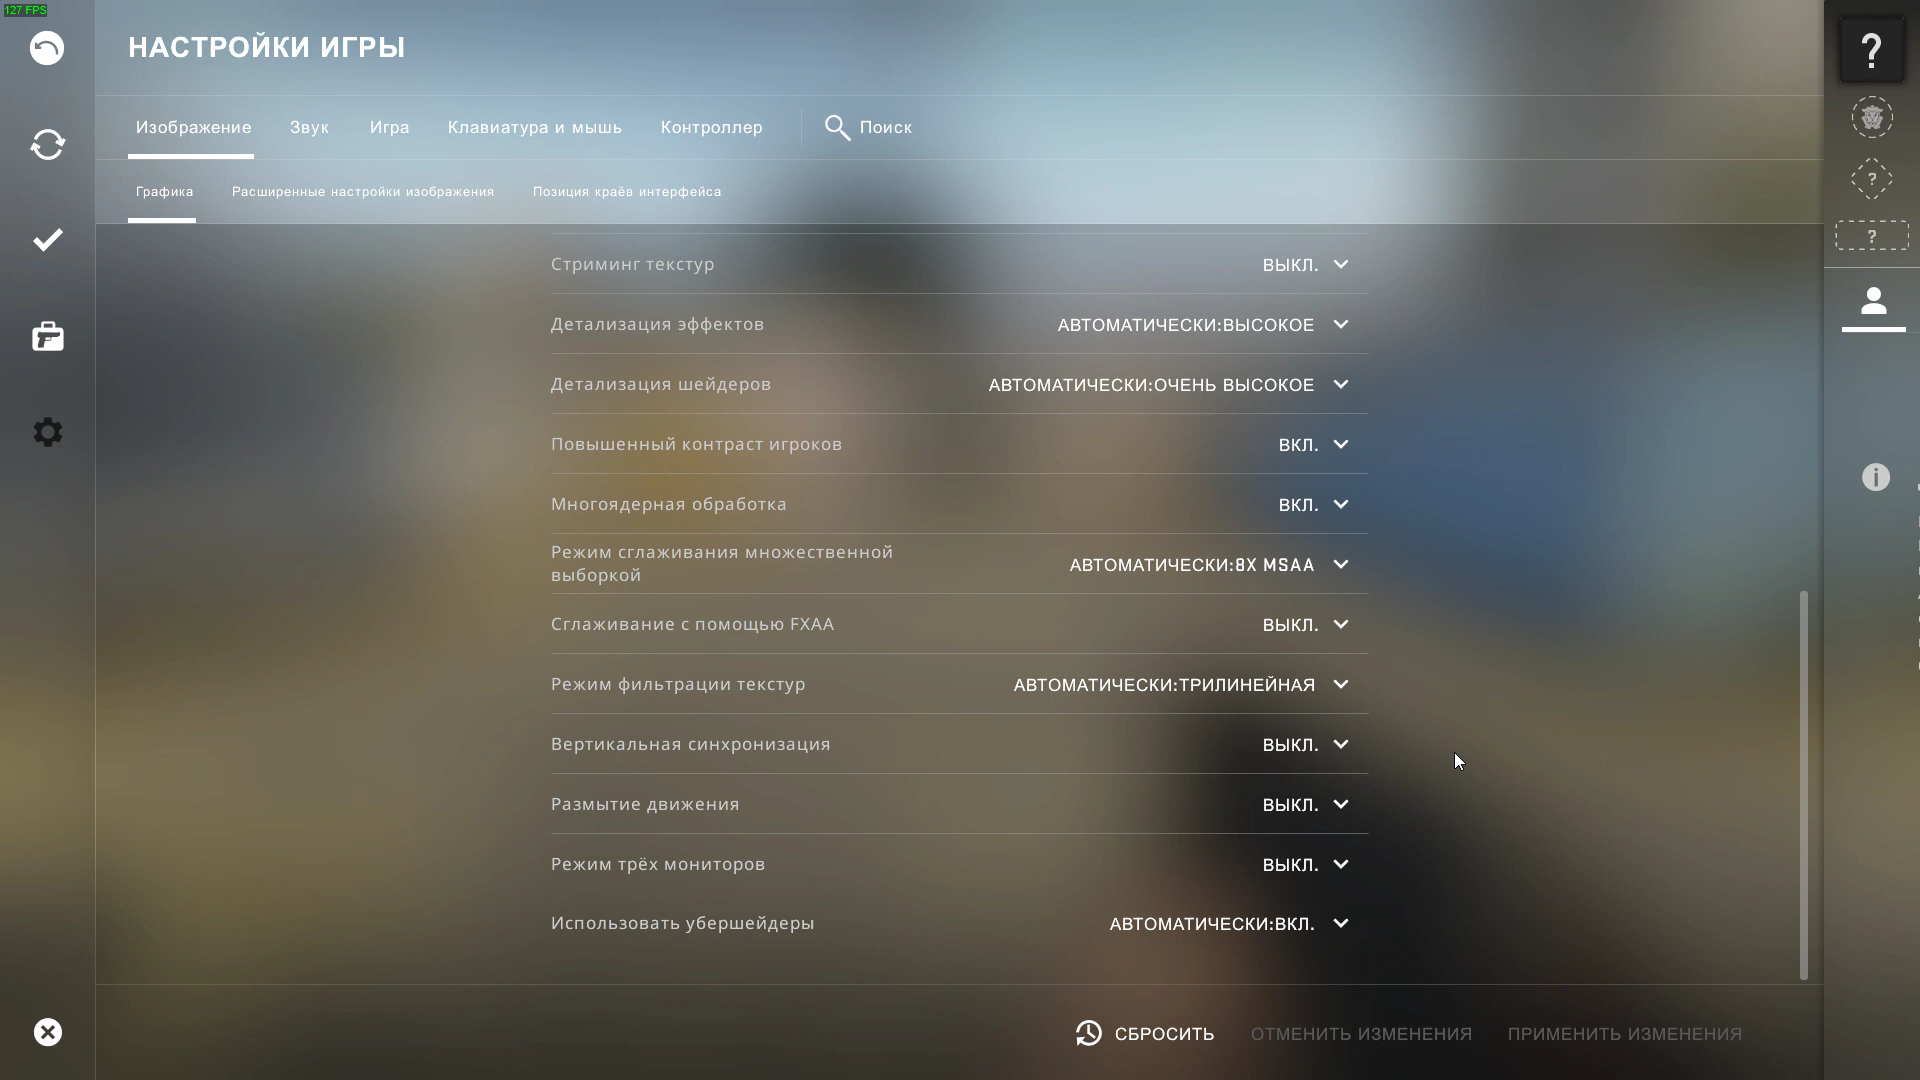 127 FPS
НАСТРОЙКИ ИГРЫ
Изображение Звук Игра Клавиатура и мышь Контроллер Поиск
Графика Расширенные настройки изображения Позиция краёв интерфейса
Стриминг текстур ВЫКЛ.
Детализация эффектов АВТОМАТИЧЕСКИ:ВЫСОКОЕ
Детализация шейдеров АВТОМАТИЧЕСКИ:ОЧЕНЬ ВЫСОКОЕ
Повышенный контраст игроков ВКЛ.
Многоядерная обработка ВКЛ.
Режим сглаживания множественной
выборкой АВТОМАТИЧЕСКИ:8X MSAA
Сглаживание с помощью FXAA ВЫКЛ.
Режим фильтрации текстур АВТОМАТИЧЕСКИ:ТРИЛИНЕЙНАЯ
Вертикальная синхронизация ВЫКЛ.
Размытие движения ВЫКЛ.
Режим трёх мониторов ВЫКЛ.
Использовать убершейдеры АВТОМАТИЧЕСКИ:ВКЛ.
СБРОСИТЬ ОТМЕНИТЬ ИЗМЕНЕНИЯ ПРИМЕНИТЬ ИЗМЕНЕНИЯ
?
?
?